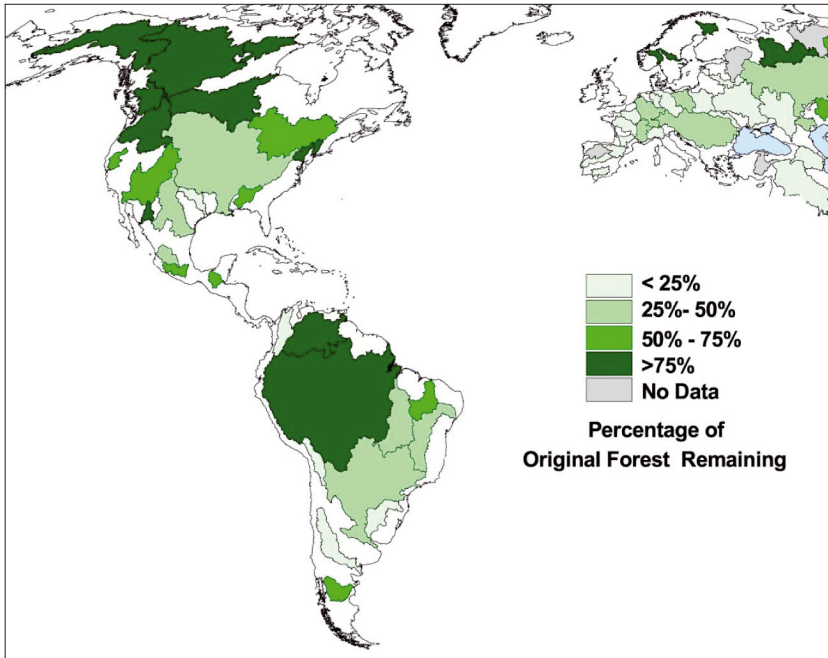 < 25%
25%- 50%
50% - 75%
>75%
No Data
Percentage of
Original Forest Remaining